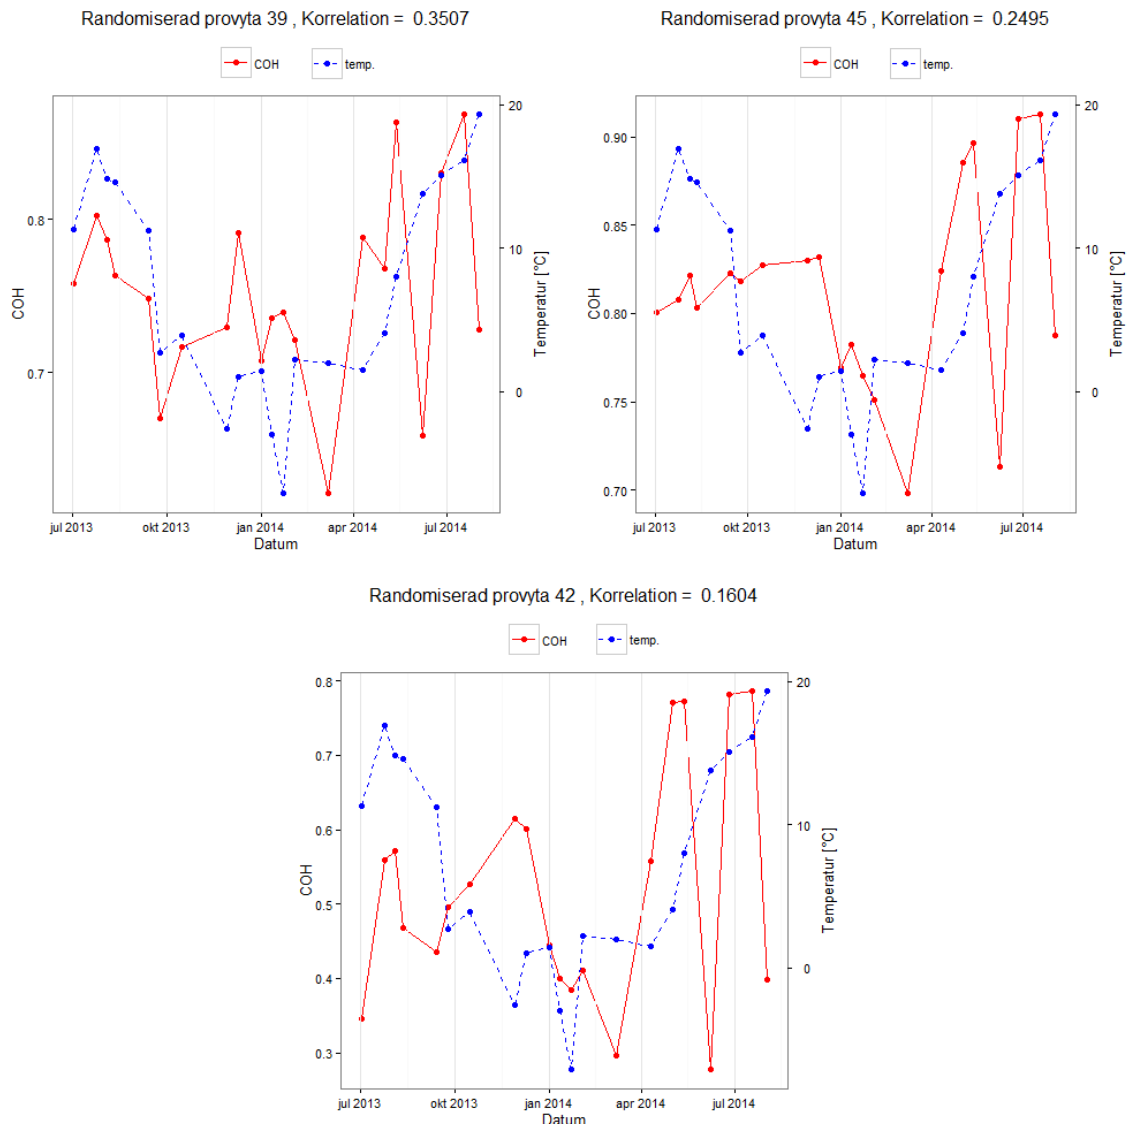 Randomiserad provyta 39 , Korrelation = 0.3507
COH temp.
20
0.8
10
0.7
0
COH
Temperatur [°C]
jul 2013 okt 2013 jan 2014 apr 2014 jul 2014
Datum
Randomiserad provyta 45 , Korrelation = 0.2495
COH temp.
20
0.90
0.85
10
0.80
0.75
0
0.70
COH
Temperatur [°C]
jul 2013 okt 2013 jan 2014 apr 2014 jul 2014
Datum
Randomiserad provyta 42 , Korrelation = 0.1604
COH temp.
0.8 20
0.7
10
0.6
0.5
0
0.4
0.3
COH
Temperatur [°C]
jul 2013 okt 2013 jan 2014 apr 2014 jul 2014
Datum